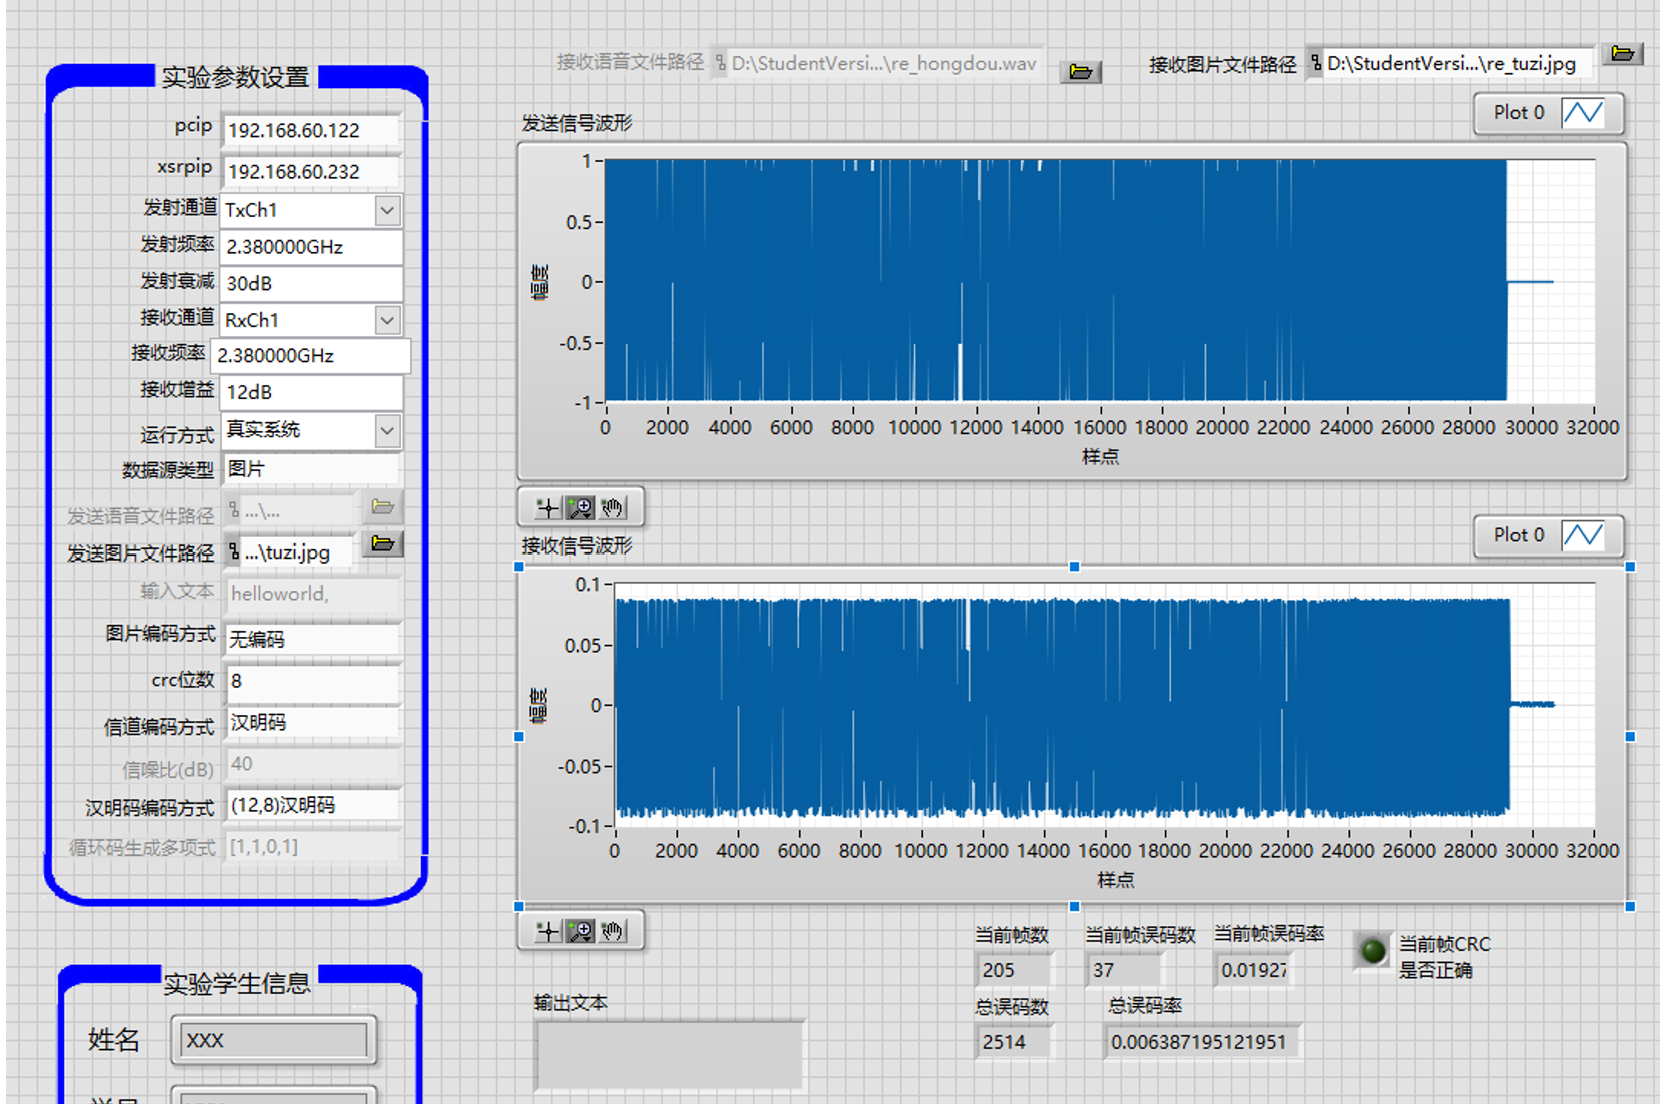 实验参数设置
pcip 192.168.60.122
xsrpip 192.168.60.232
发射通道 TxCh1
发射频率 2.380000GHz
发射衰减 30dB
接收通道 RxCh1
接收频率 2.380000GHz
接收增益 12dB
运行方式 真实系统
数据源类型 图片
发送语音文件路径 ...\...
发送图片文件路径 ...\tuzi.jpg
输入文本 helloworld,
图片编码方式 无编码
crc位数 8
信道编码方式 汉明码
信噪比(dB) 40
汉明码编码方式 (12,8)汉明码
循环码生成多项式 [1,1,0,1]
实验学生信息
姓名 XXX
接收语音文件路径 D:\StudentVersi...\re_hongdou.wav
接收图片文件路径 D:\StudentVersi...\re_tuzi.jpg
发送信号波形
Plot 0
1
0.5
0
-0.5
-1
幅度
0 2000 4000 6000 8000 10000 12000 14000 16000 18000 20000 22000 24000 26000 28000 30000 32000
样点
接收信号波形
Plot 0
0.1
0.05
0
-0.05
-0.1
幅度
0 2000 4000 6000 8000 10000 12000 14000 16000 18000 20000 22000 24000 26000 28000 30000 32000
样点
当前帧数 当前帧误码数 当前帧误码率
205 37 0.01927
当前帧CRC
是否正确
总误码数 总误码率
2514 0.006387195121951
输出文本